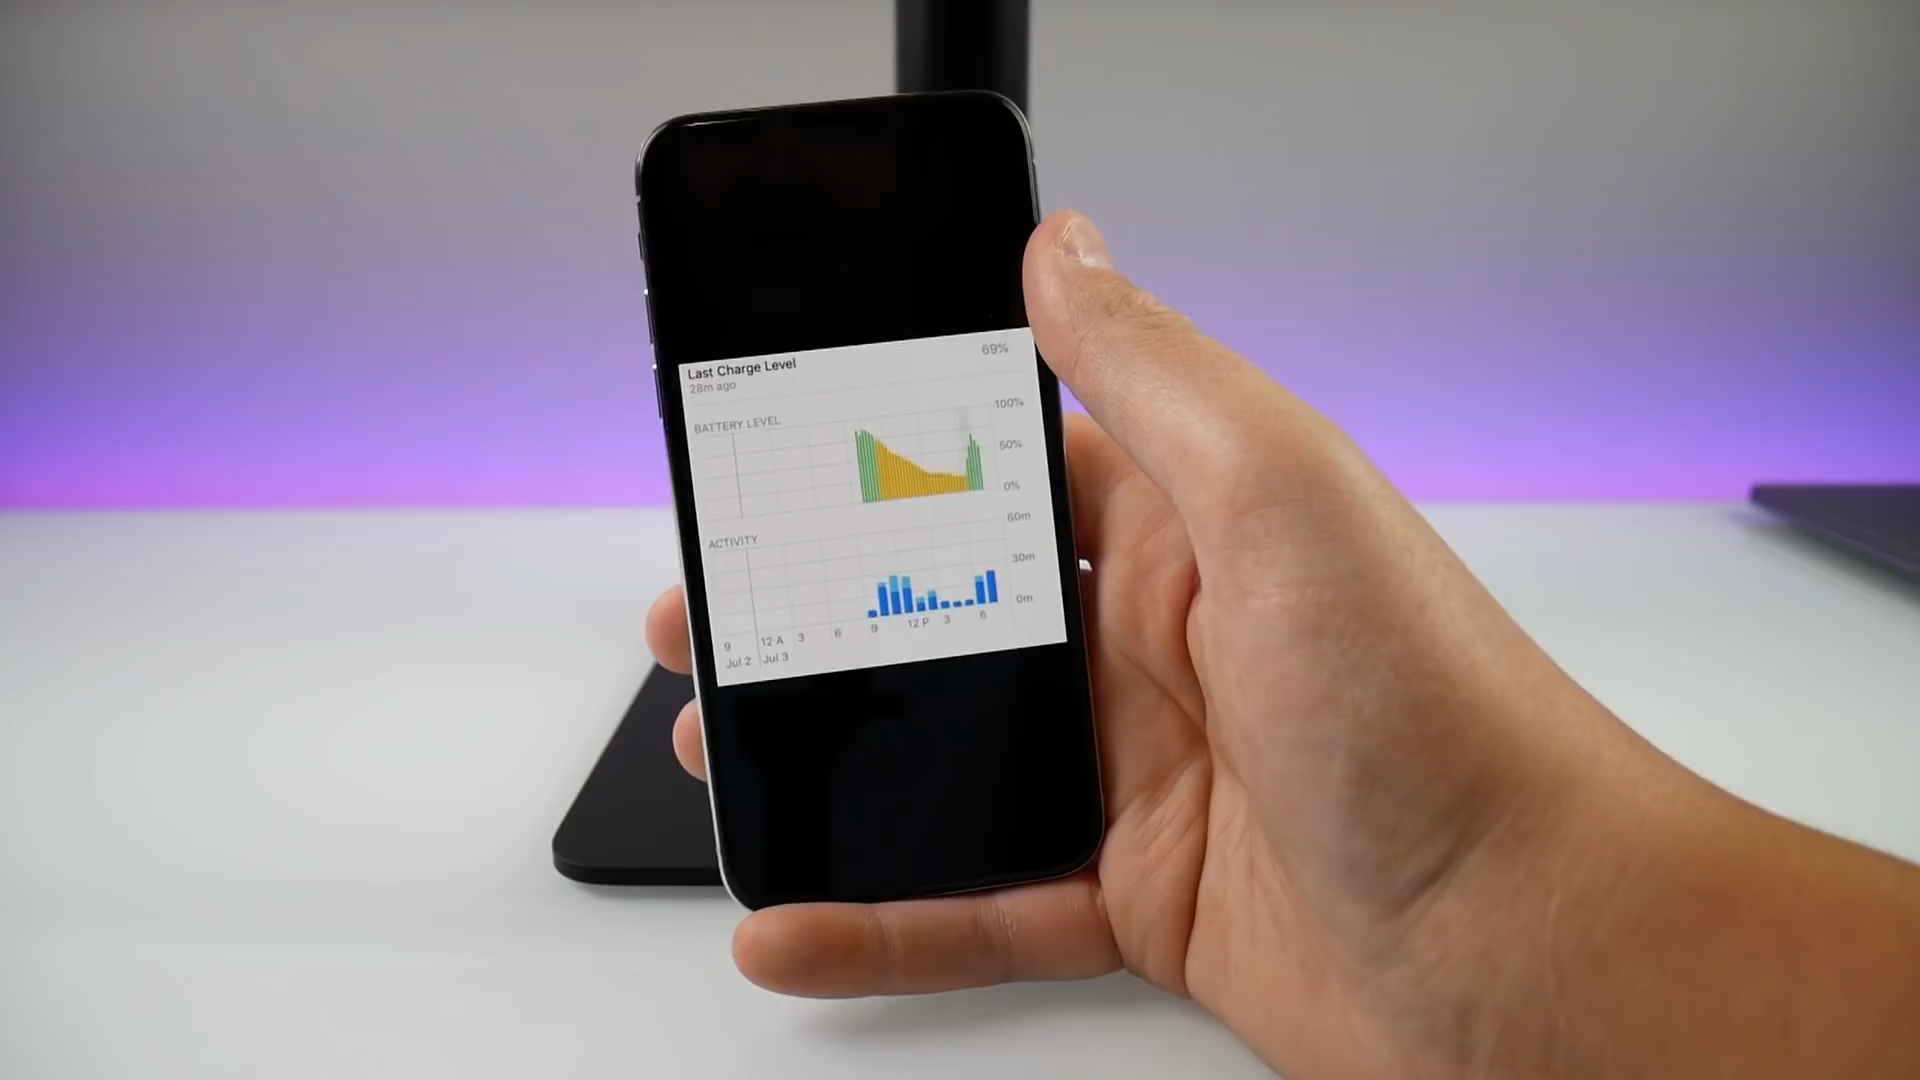 Last Charge Level 69%
28m ago
BATTERY LEVEL
100%
50%
0%
ACTIVITY
60m
30m
0m
9 12 A 3 6 9 12 P 3 6
Jul 2 Jul 3